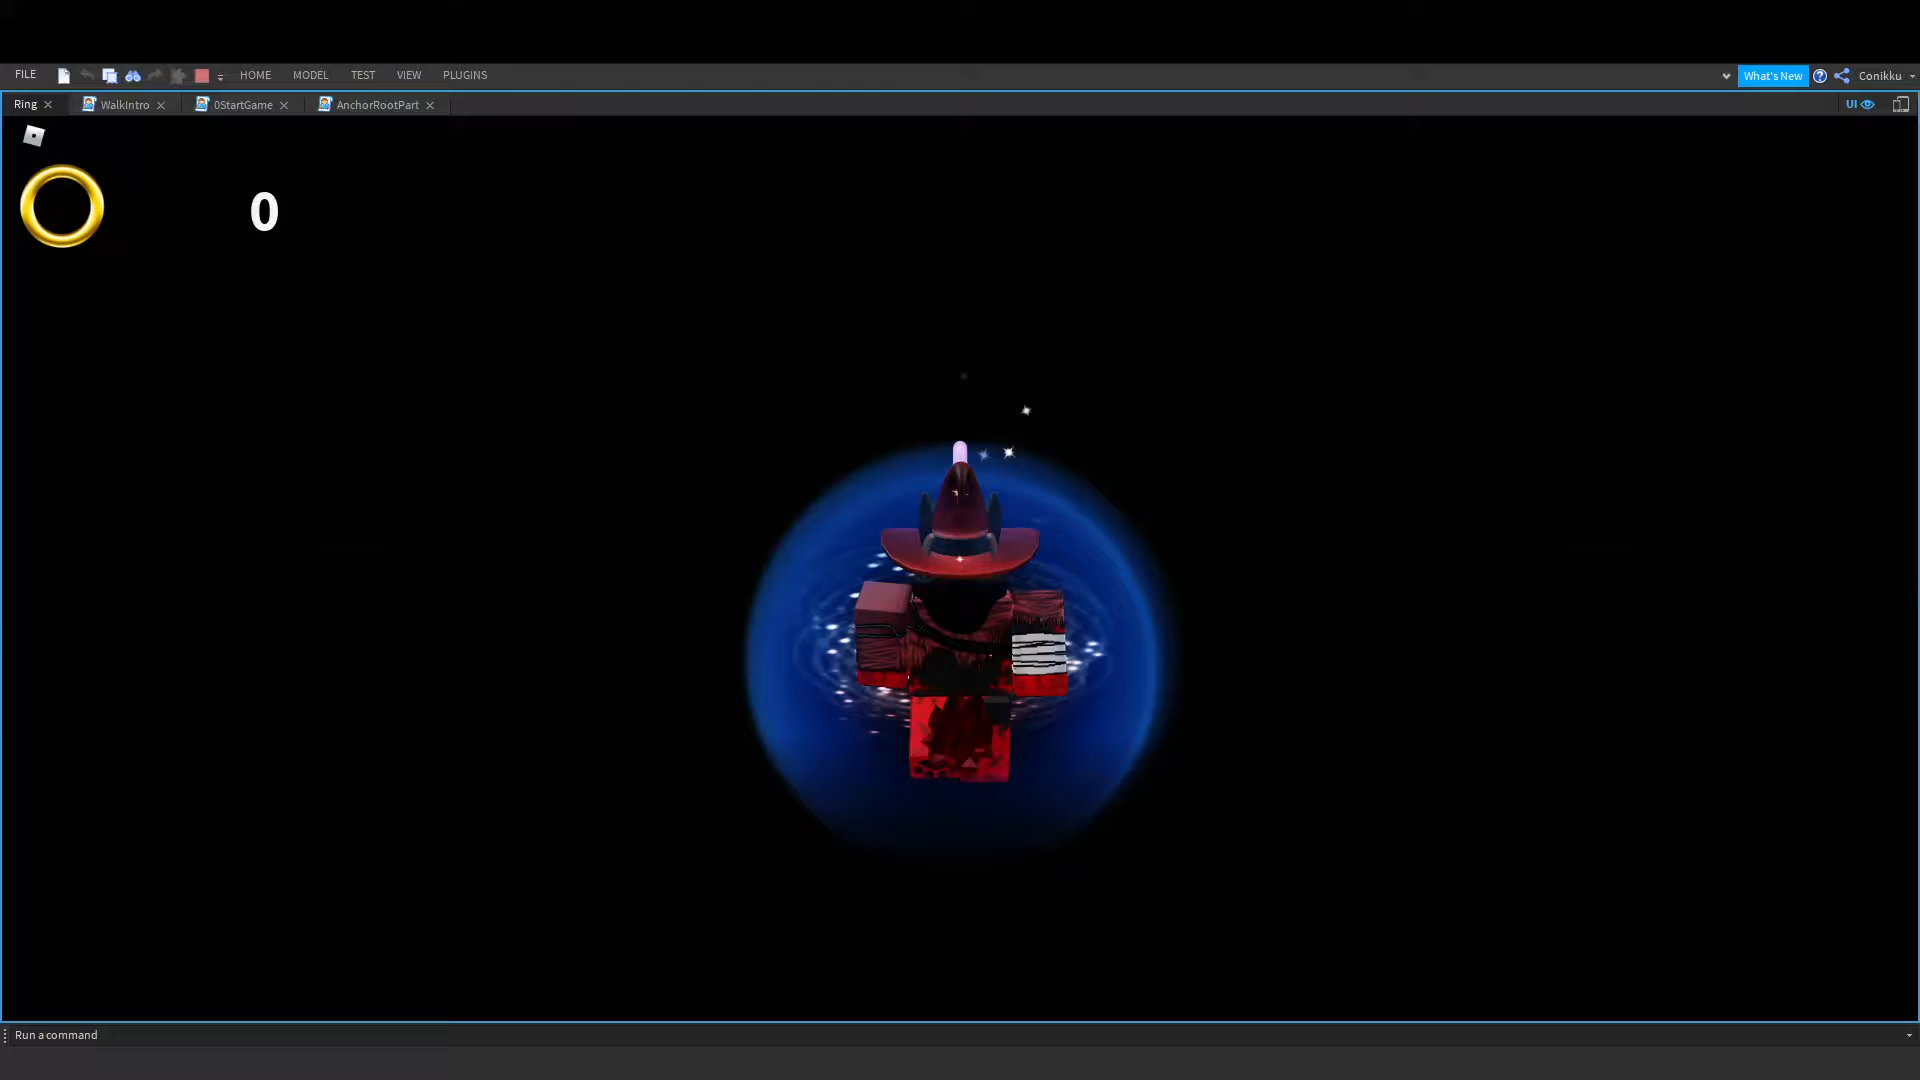 FILE HOME MODEL TEST VIEW PLUGINS What's New ? Conikku
Ring WalkIntro 0StartGame AnchorRootPart UI
0
Run a command